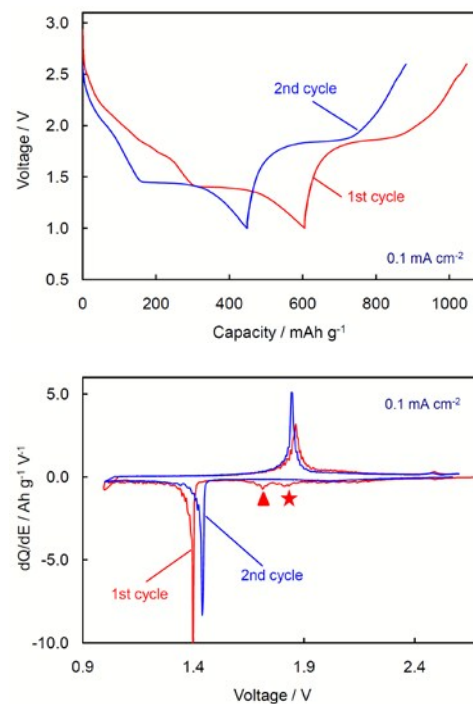 3.0
2.5
2.0
1.5
1.0
0.5
Voltage / V
2nd cycle
1st cycle
0.1 mA cm⁻²
0 200 400 600 800 1000
Capacity / mAh g⁻¹
5.0
0.0
-5.0
-10.0
dQ/dE / Ah g⁻¹ V⁻¹
0.1 mA cm⁻²
1st cycle
2nd cycle
0.9 1.4 1.9 2.4
Voltage / V